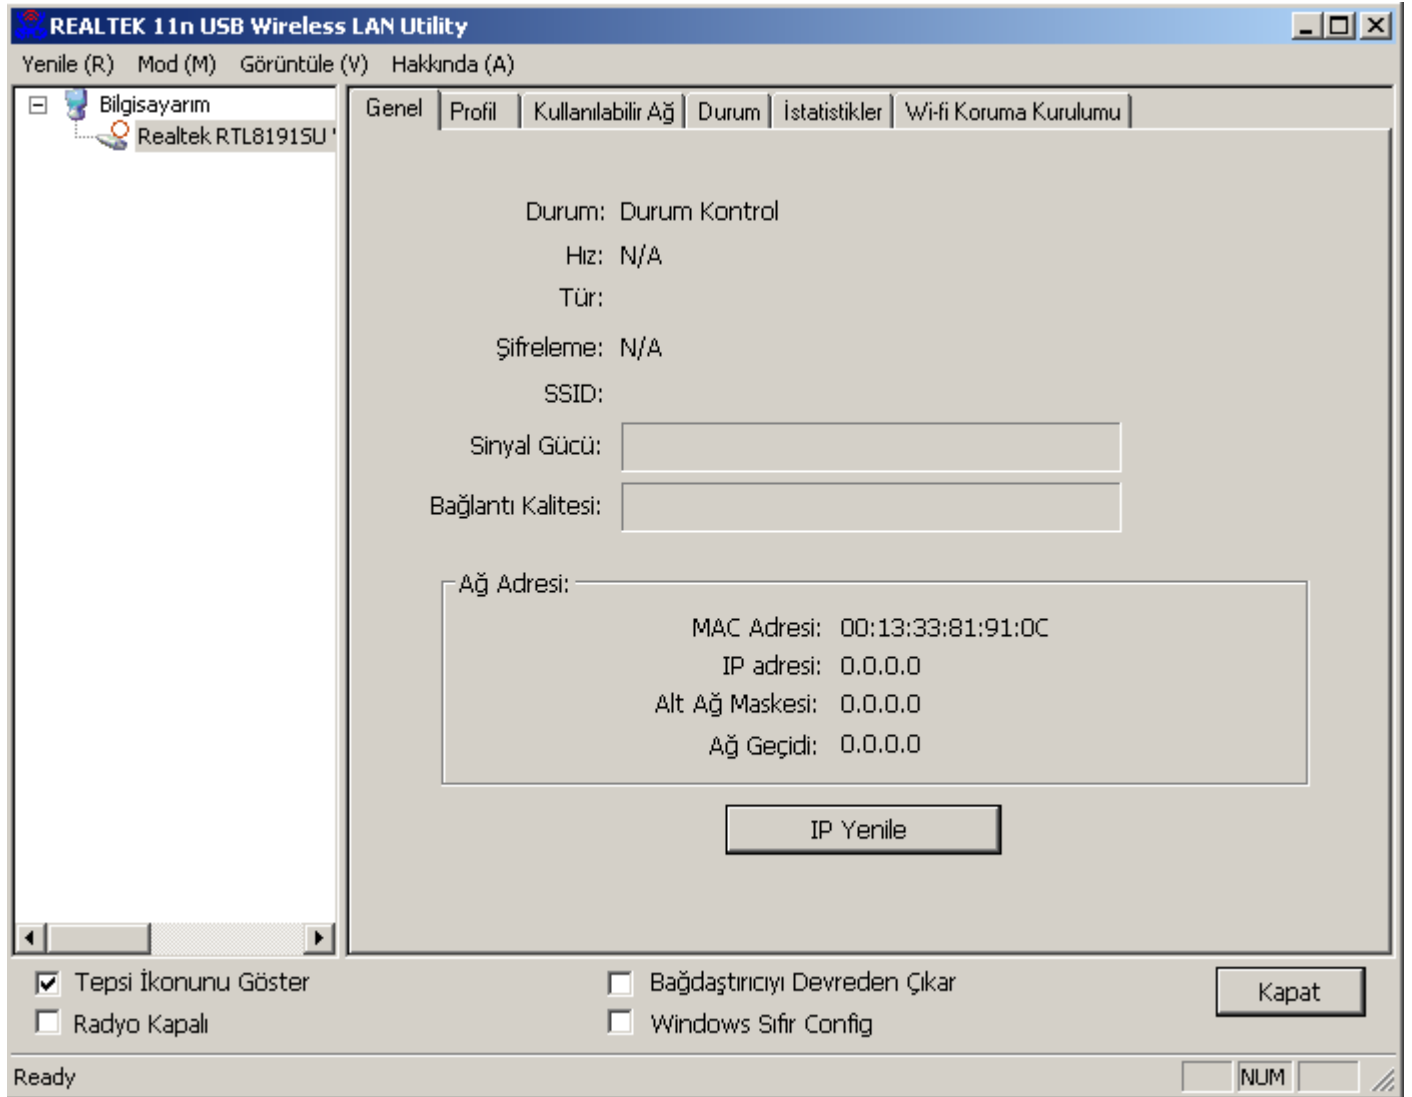 REALTEK 11n USB Wireless LAN Utility
Yenile (R) Mod (M) Görüntüle (V) Hakkında (A)
Bilgisayarım
Realtek RTL8191SU
Genel Profil Kullanılabilir Ağ Durum İstatistikler Wi-fi Koruma Kurulumu
Durum: Durum Kontrol
Hız: N/A
Tür:
Şifreleme: N/A
SSID:
Sinyal Gücü:
Bağlantı Kalitesi:
Ağ Adresi:
MAC Adresi: 00:13:33:81:91:0C
IP adresi: 0.0.0.0
Alt Ağ Maskesi: 0.0.0.0
Ağ Geçidi: 0.0.0.0
IP Yenile
Tepsi İkonunu Göster
Bağdaştırıcıyı Devreden Çıkar
Radyo Kapalı
Windows Sıfır Config
Kapat
Ready
NUM